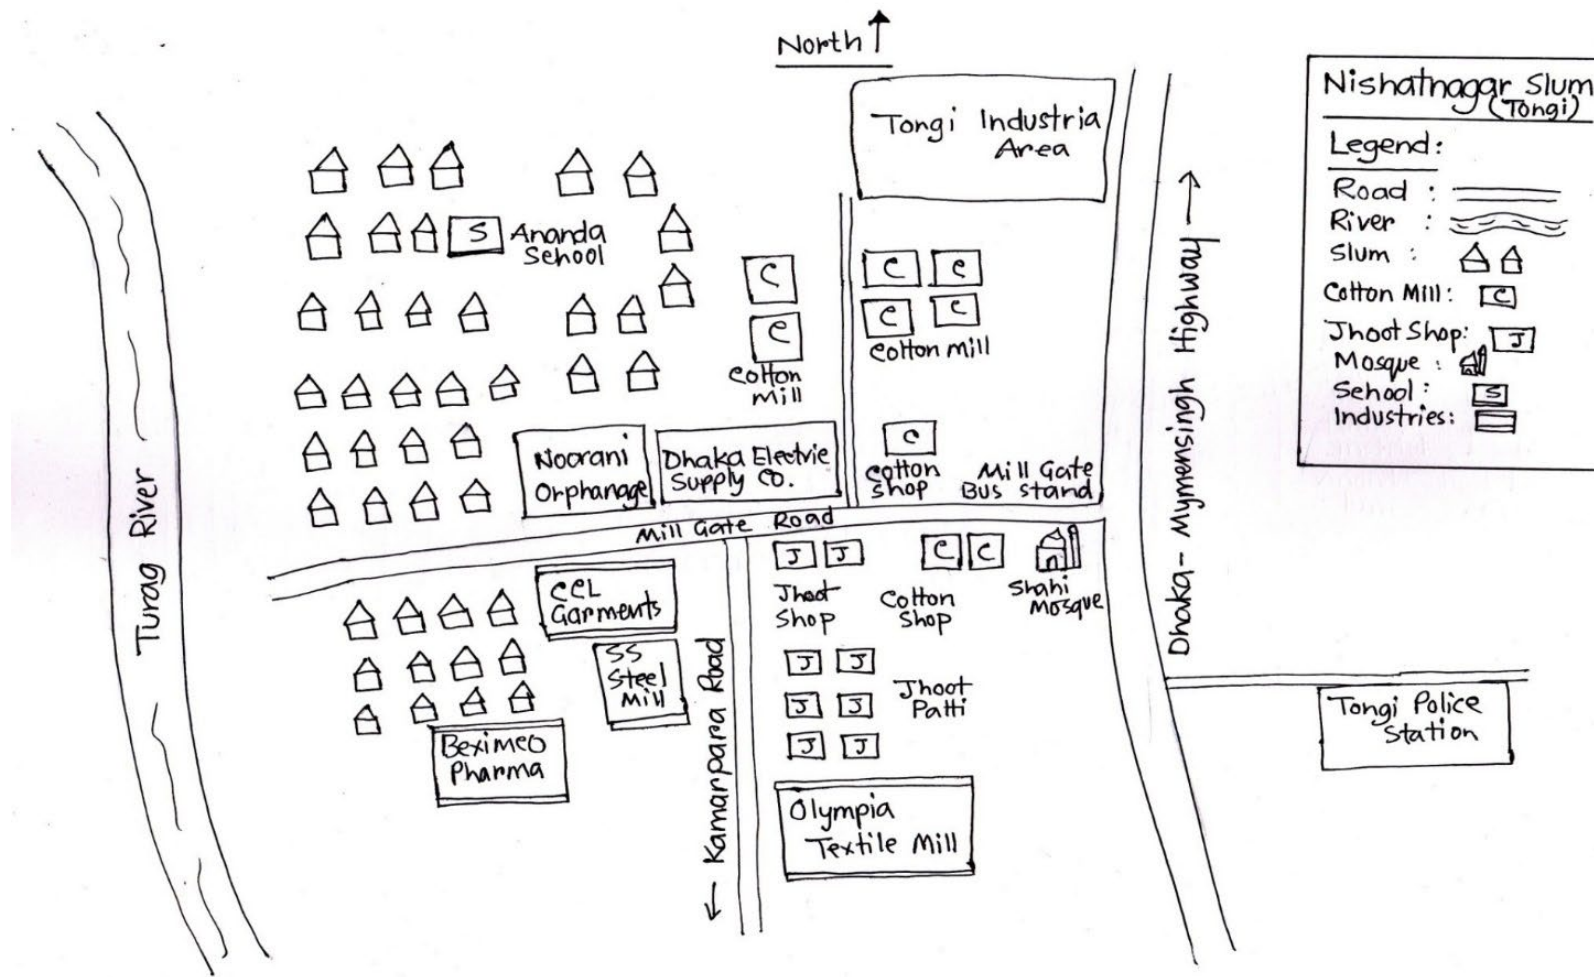 North
Tongi Industria
Area
Nishatnagar Slum
(Tongi)
Legend:
Road :
River :
Slum :
Cotton Mill:
C
Jhoot Shop:
J
Mosque :
School :
S
Industries:
S
Ananda
School
C
C
Cotton
Mill
C
C
C
C
Cotton Mill
C
Cotton
Shop
Mill Gate
Bus Stand
Noorani
Orphanage
Dhaka Electric
Supply Co.
Mill Gate Road
J
J
Jhoot
Shop
C
C
Cotton
Shop
Shahi
Mosque
CCL
Garments
SS
Steel
Mill
Beximco
Pharma
J
J
J
J
J
J
Jhoot
Patti
Olympia
Textile Mill
Kamarpara Road
Turag River
Dhaka-Mymensingh Highway
Tongi Police
Station